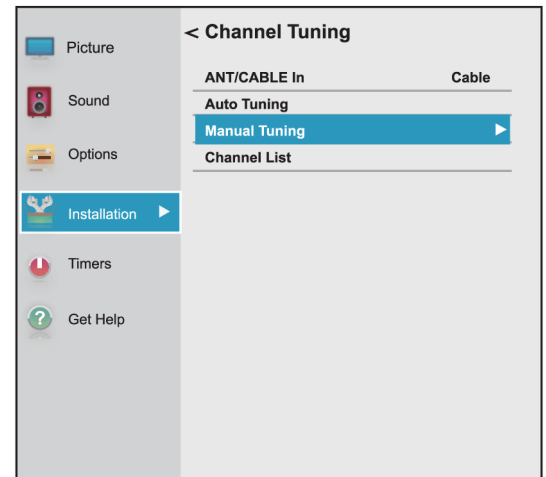 Picture
Sound
Options
Installation
Timers
Get Help
< Channel Tuning
ANT/CABLE In Cable
Auto Tuning
Manual Tuning
Channel List